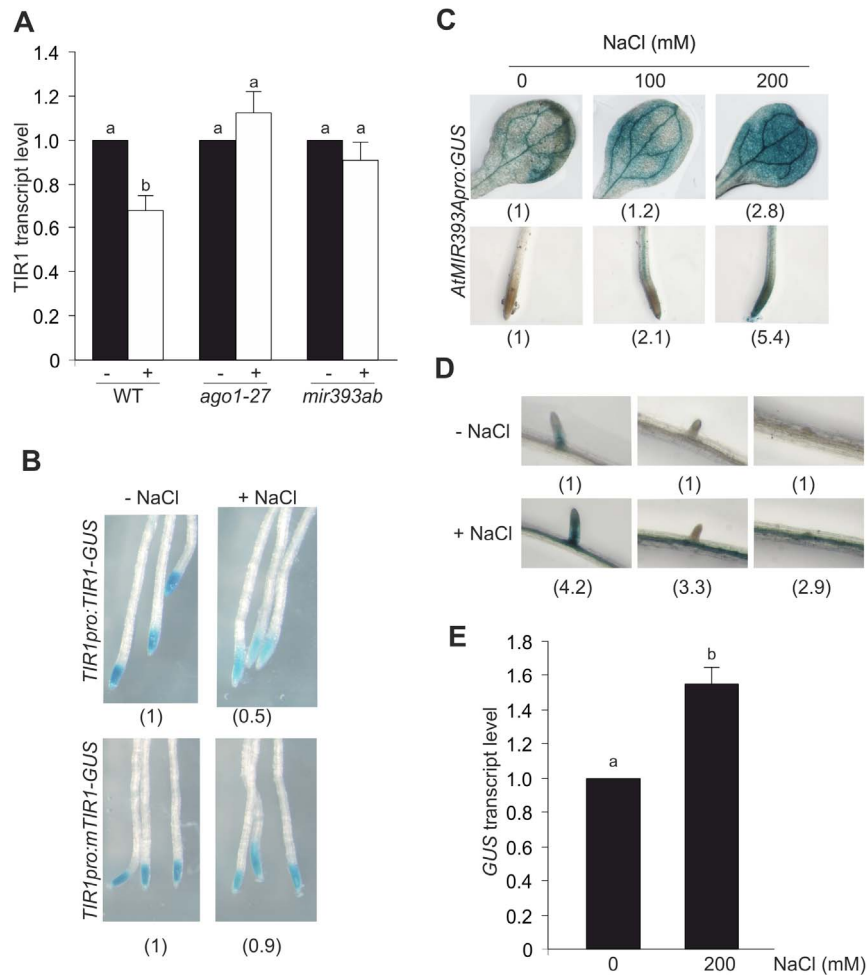 A
TIR1 transcript level
1.4
1.2
1.0
0.8
0.6
0.4
0.2
0
a
b
a
a
a
a
- + - + - +
WT ago1-27 mir393ab
B
- NaCl + NaCl
TIR1pro:TIR1-GUS
(1) (0.5)
TIR1pro:mTIR1-GUS
(1) (0.9)
C
NaCl (mM)
0 100 200
AtMIR393Apro:GUS
(1) (1.2) (2.8)
(1) (2.1) (5.4)
D
- NaCl
(1) (1) (1)
+ NaCl
(4.2) (3.3) (2.9)
E
GUS transcript level
1.8
1.6
1.4
1.2
1.0
0.8
0.6
0.4
0.2
0
a
b
0 200 NaCl (mM)